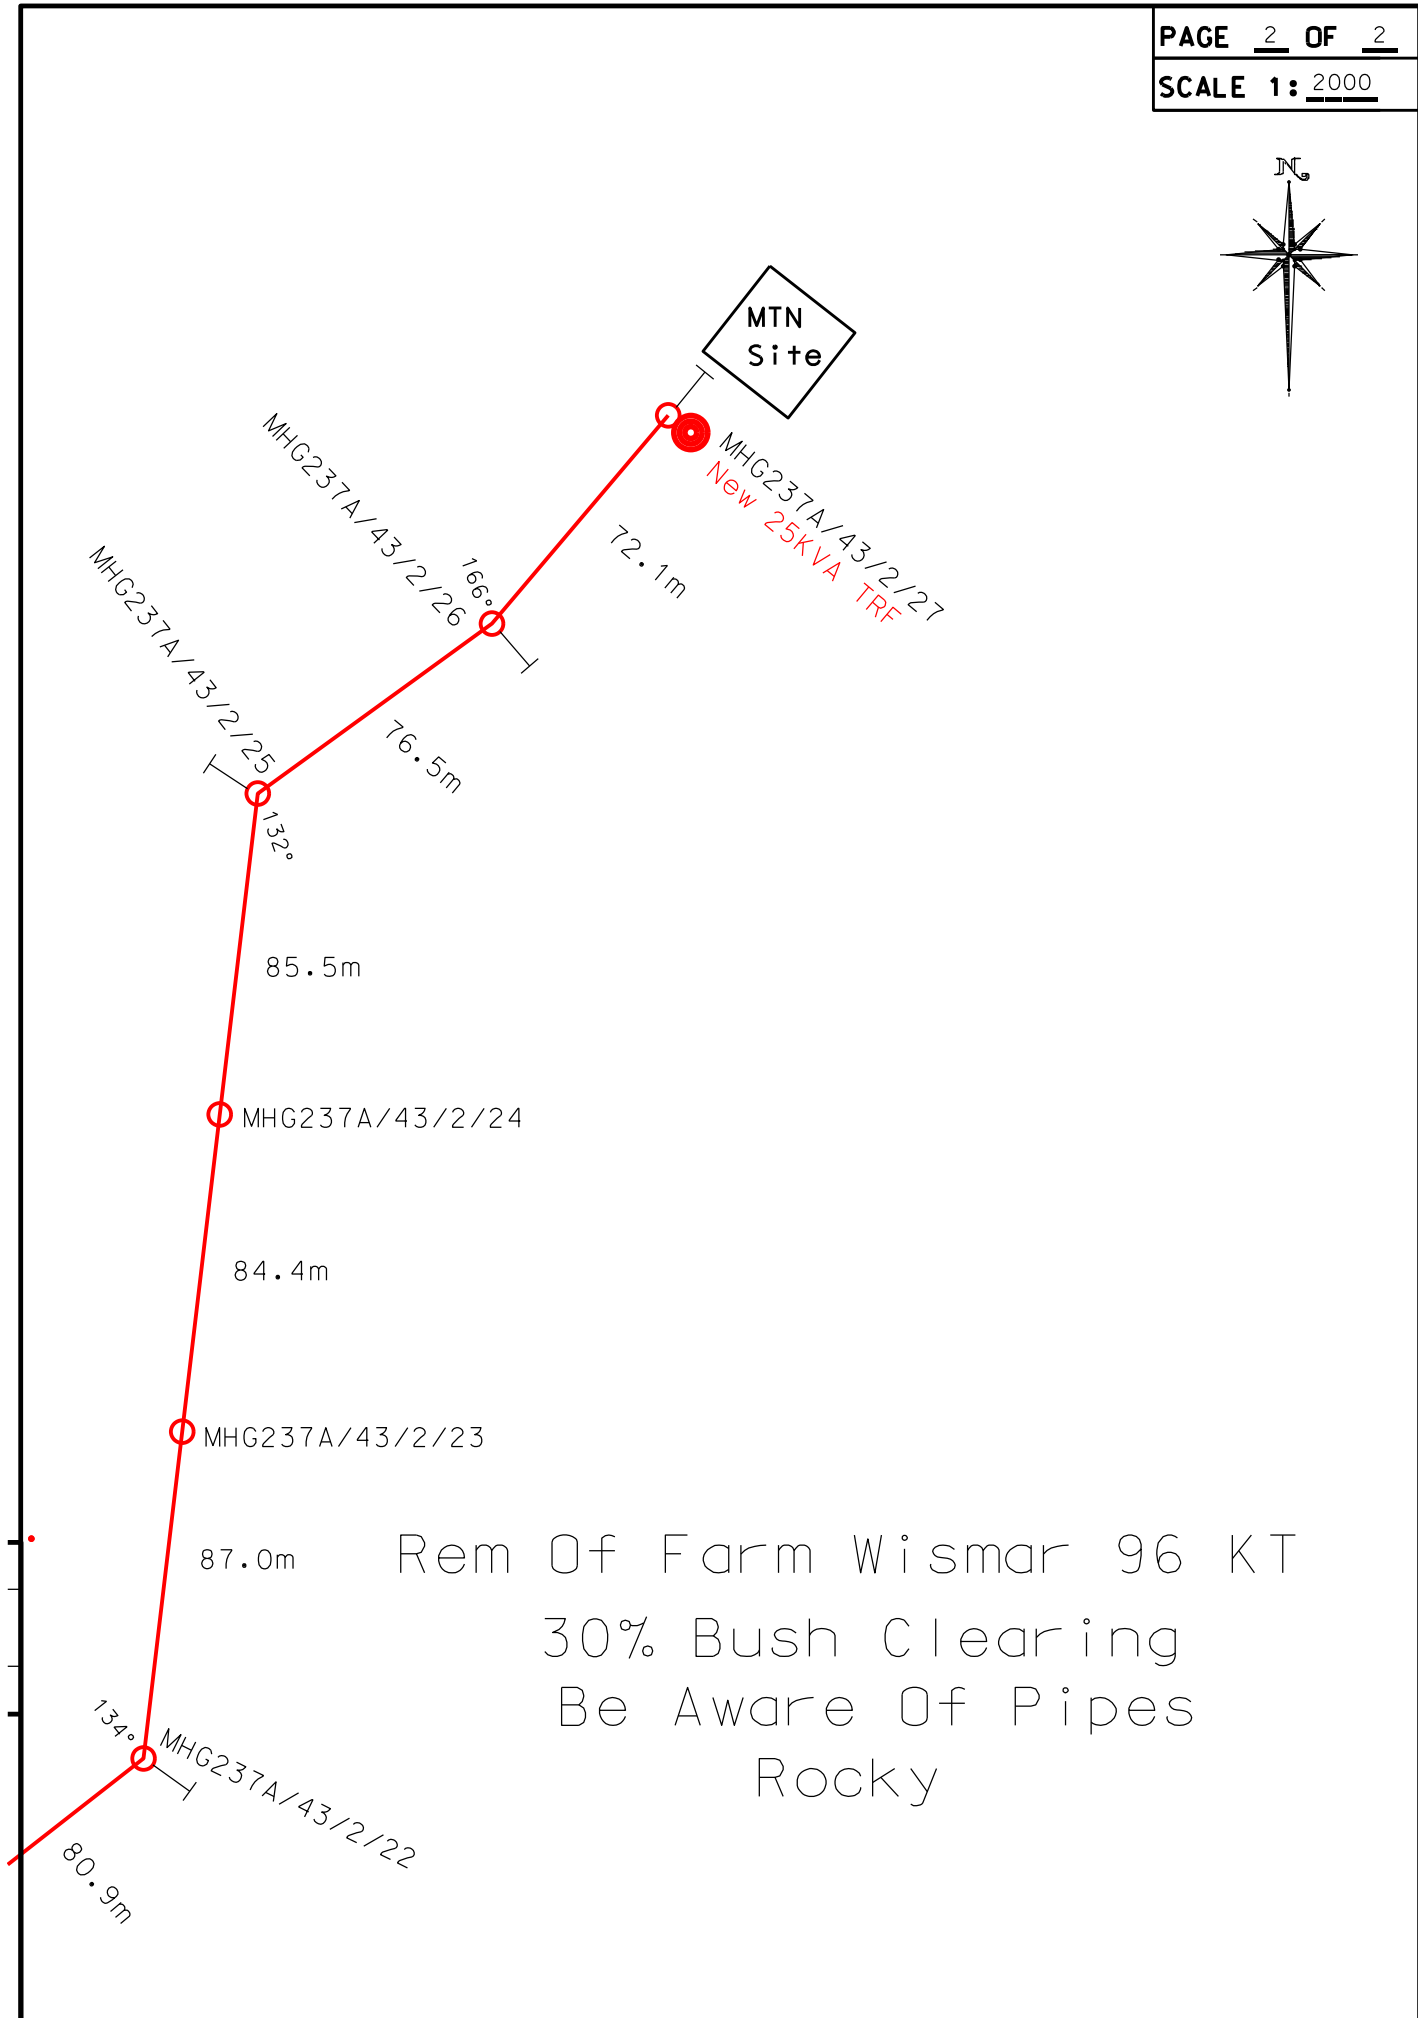 PAGE 2 OF 2
SCALE 1: 2000
N
MTN
Site
MHG237A/43/2/27
New 25KVA TRF
MHG237A/43/2/26
166°
72.1m
MHG237A/43/2/25
76.5m
132°
85.5m
MHG237A/43/2/24
84.4m
MHG237A/43/2/23
87.0m
Rem Of Farm Wismar 96 KT
30% Bush Clearing
Be Aware Of Pipes
Rocky
134°
MHG237A/43/2/22
80.9m